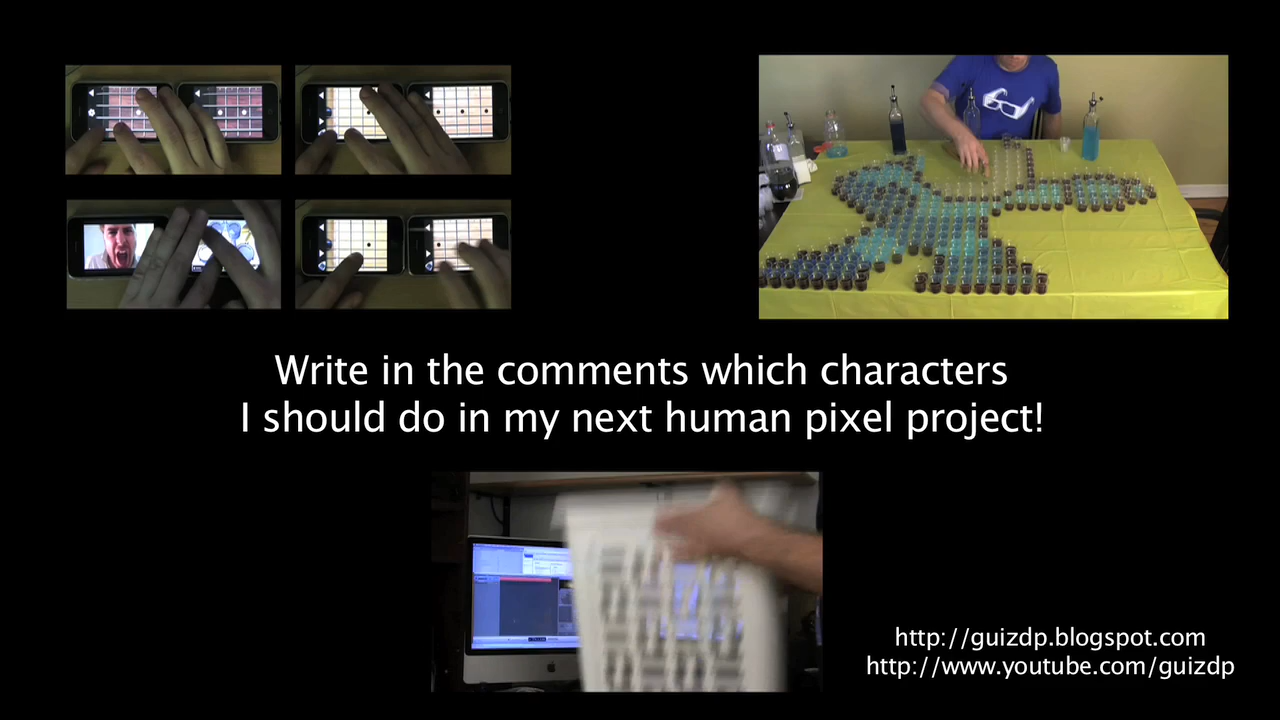 Write in the comments which characters
I should do in my next human pixel project!
http://guizdp.blogspot.com
http://www.youtube.com/guizdp